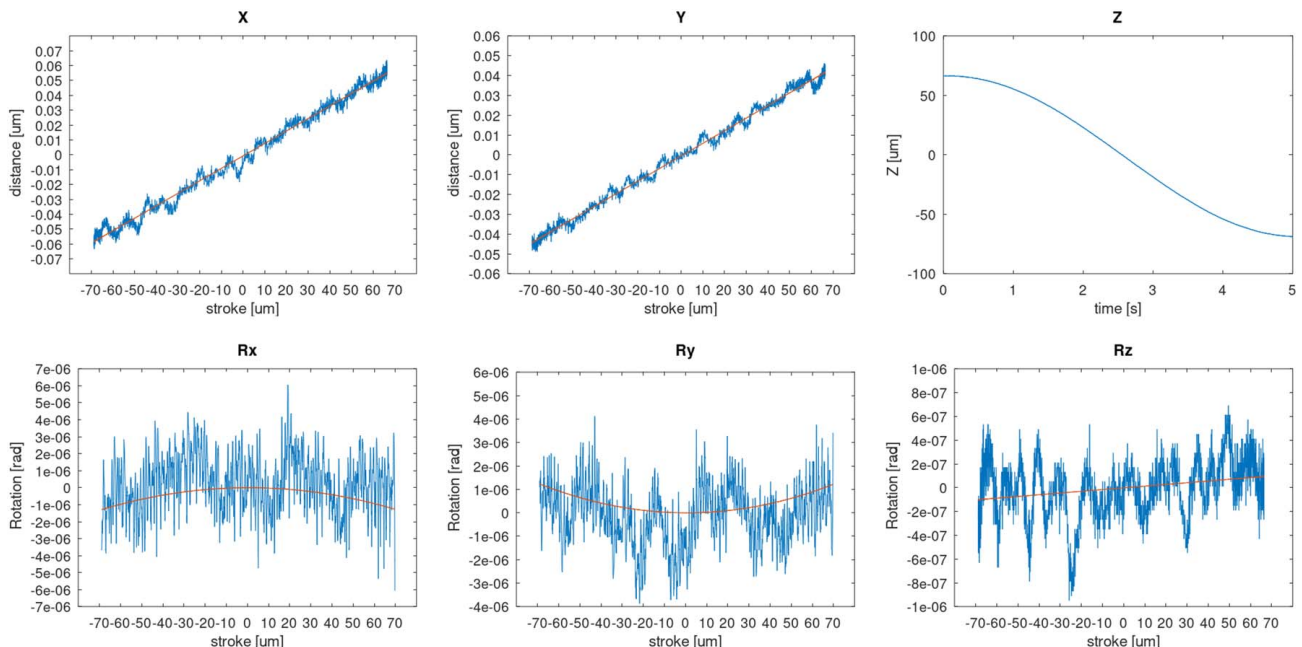 X
0.07
0.06
0.05
0.04
0.03
0.02
0.01
0
-0.01
-0.02
-0.03
-0.04
-0.05
-0.06
-0.07
distance [um]
-70 -60 -50 -40 -30 -20 -10 0 10 20 30 40 50 60 70
stroke [um]
Y
0.06
0.05
0.04
0.03
0.02
0.01
0
-0.01
-0.02
-0.03
-0.04
-0.05
-0.06
distance [um]
-70 -60 -50 -40 -30 -20 -10 0 10 20 30 40 50 60 70
stroke [um]
Z
100
50
0
-50
-100
Z [um]
0 1 2 3 4 5
time [s]
Rx
7e-06
6e-06
5e-06
4e-06
3e-06
2e-06
1e-06
0
-1e-06
-2e-06
-3e-06
-4e-06
-5e-06
-6e-06
-7e-06
Rotation [rad]
-70 -60 -50 -40 -30 -20 -10 0 10 20 30 40 50 60 70
stroke [um]
Ry
6e-06
5e-06
4e-06
3e-06
2e-06
1e-06
0
-1e-06
-2e-06
-3e-06
-4e-06
Rotation [rad]
-70 -60 -50 -40 -30 -20 -10 0 10 20 30 40 50 60 70
stroke [um]
Rz
1e-06
8e-07
6e-07
4e-07
2e-07
0
-2e-07
-4e-07
-6e-07
-8e-07
-1e-06
Rotation [rad]
-70 -60 -50 -40 -30 -20 -10 0 10 20 30 40 50 60 70
stroke [um]